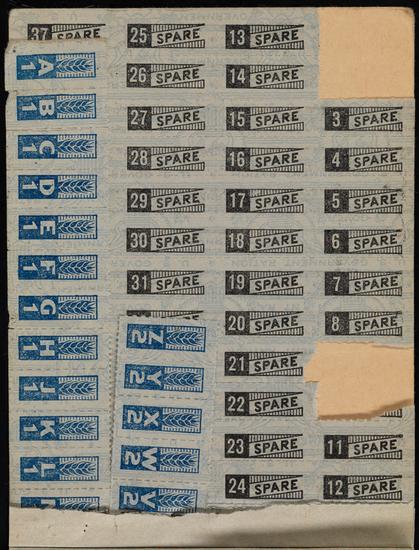 37 SPARE 25 SPARE 13 SPARE
A 1 26 SPARE 14 SPARE
B 1 27 SPARE 15 SPARE 3 SPARE
C 1 28 SPARE 16 SPARE 4 SPARE
D 1 29 SPARE 17 SPARE 5 SPARE
E 1 30 SPARE 18 SPARE 6 SPARE
F 1 31 SPARE 19 SPARE 7 SPARE
G 1 20 SPARE 8 SPARE
H 1 Z 2 21 SPARE
J 1 Y 2 22 SPARE
K 1 X 2 23 SPARE 11 SPARE
L 1 W 2 24 SPARE 12 SPARE
V 2